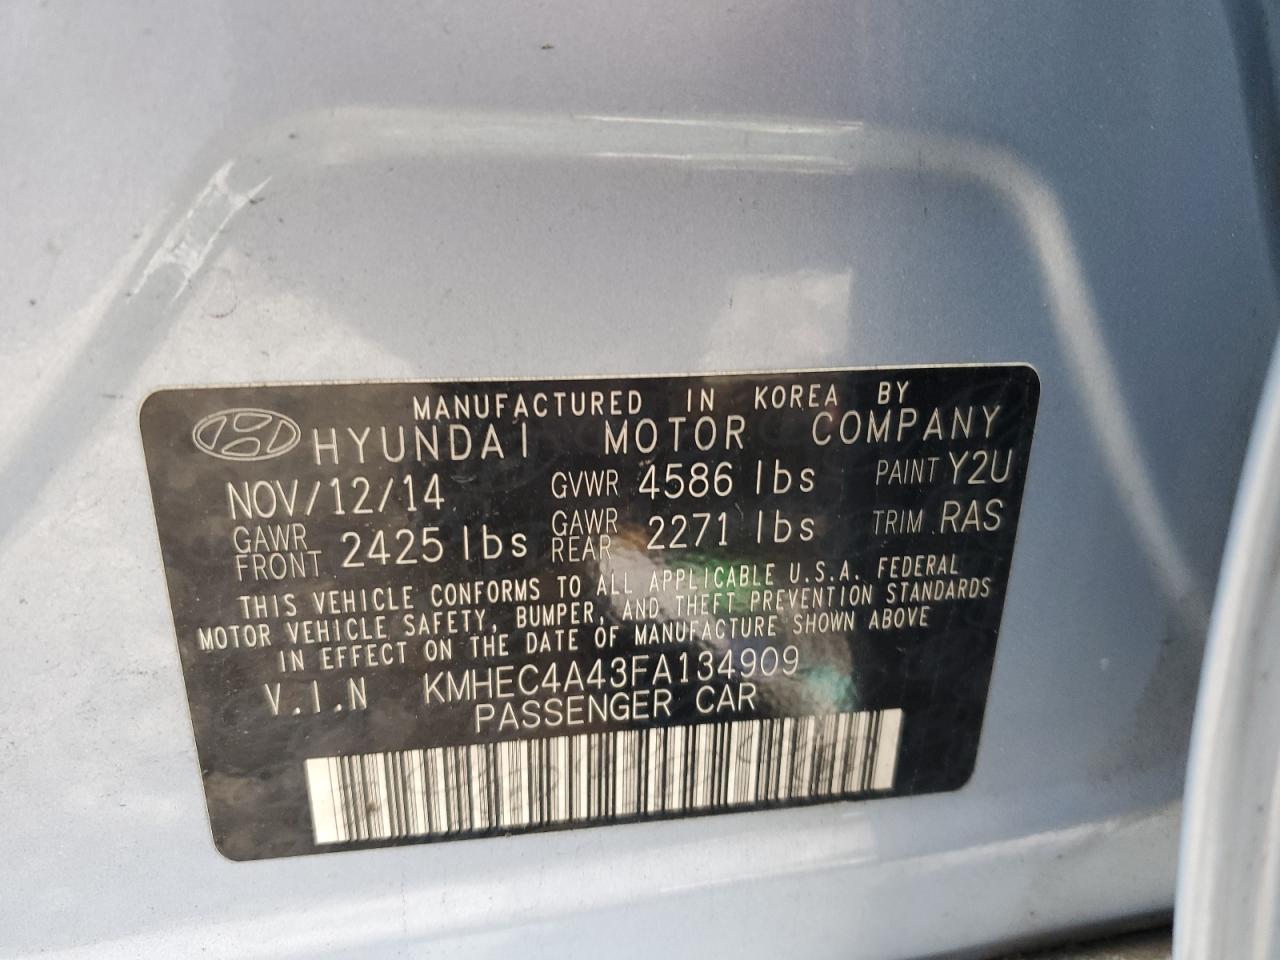 MANUFACTURED IN KOREA BY
HYUNDAI MOTOR COMPANY
NOV/12/14 GVWR 4586 lbs PAINT Y2U
GAWR FRONT 2425 lbs GAWR REAR 2271 lbs TRIM RAS
THIS VEHICLE CONFORMS TO ALL APPLICABLE U.S.A. FEDERAL
MOTOR VEHICLE SAFETY, BUMPER, AND THEFT PREVENTION STANDARDS
IN EFFECT ON THE DATE OF MANUFACTURE SHOWN ABOVE
V.I.N KMHEC4A43FA134909
PASSENGER CAR